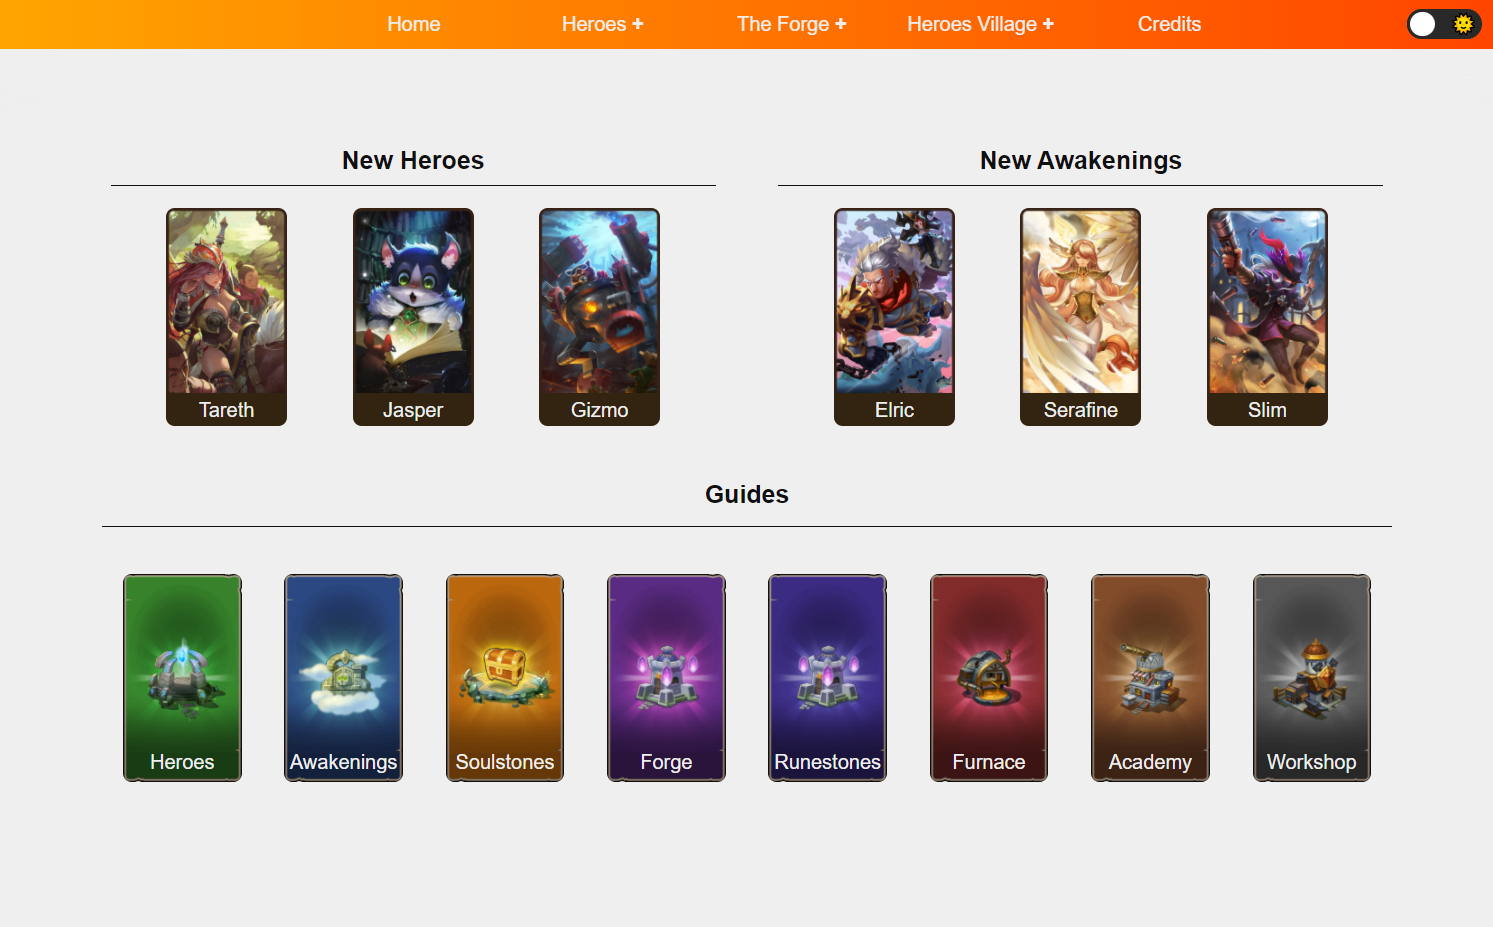 Home
Heroes +
The Forge +
Heroes Village +
Credits
New Heroes
New Awakenings
Tareth
Jasper
Gizmo
Elric
Serafine
Slim
Guides
Heroes
Awakenings
Soulstones
Forge
Runestones
Furnace
Academy
Workshop